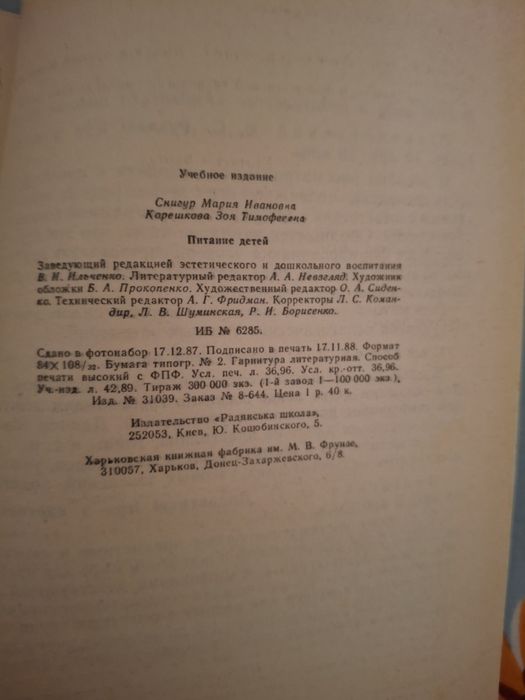 Учебное издание
Снигур Мария Ивановна
Карешкова Зоя Тимофеевна
Питание детей
Заведующий редакцией эстетического и дошкольного воспитания
В. И. Ильченко. Литературный редактор А. А. Невзгляд. Художник
обложки Б. А. Прокопенко. Художественный редактор О. А. Сиден-
ко. Технический редактор А. Г. Фридман. Корректоры Л. С. Коман-
дир, Л. В. Шуминская, Р. И. Борисенко.
ИБ № 6285.
Сдано в фотонабор 17.12.87. Подписано в печать 17.11.88. Формат
84×108/32. Бумага типогр. № 2. Гарнитура литературная. Способ
печати высокий с ФПФ. Усл. печ. л. 36,96. Усл. кр.-отт. 36,96.
Уч.-изд. л. 42,89. Тираж 300 000 экз. (1-й завод 1—100 000 экз.),
Изд. № 31039. Заказ № 8-644. Цена 1 р. 40 к.
Издательство «Радянська школа»,
252053, Киев, Ю. Коцюбинского, 5.
Харьковская книжная фабрика им. М. В. Фрунзе,
310057, Харьков, Донец-Захаржевского, 6/8.